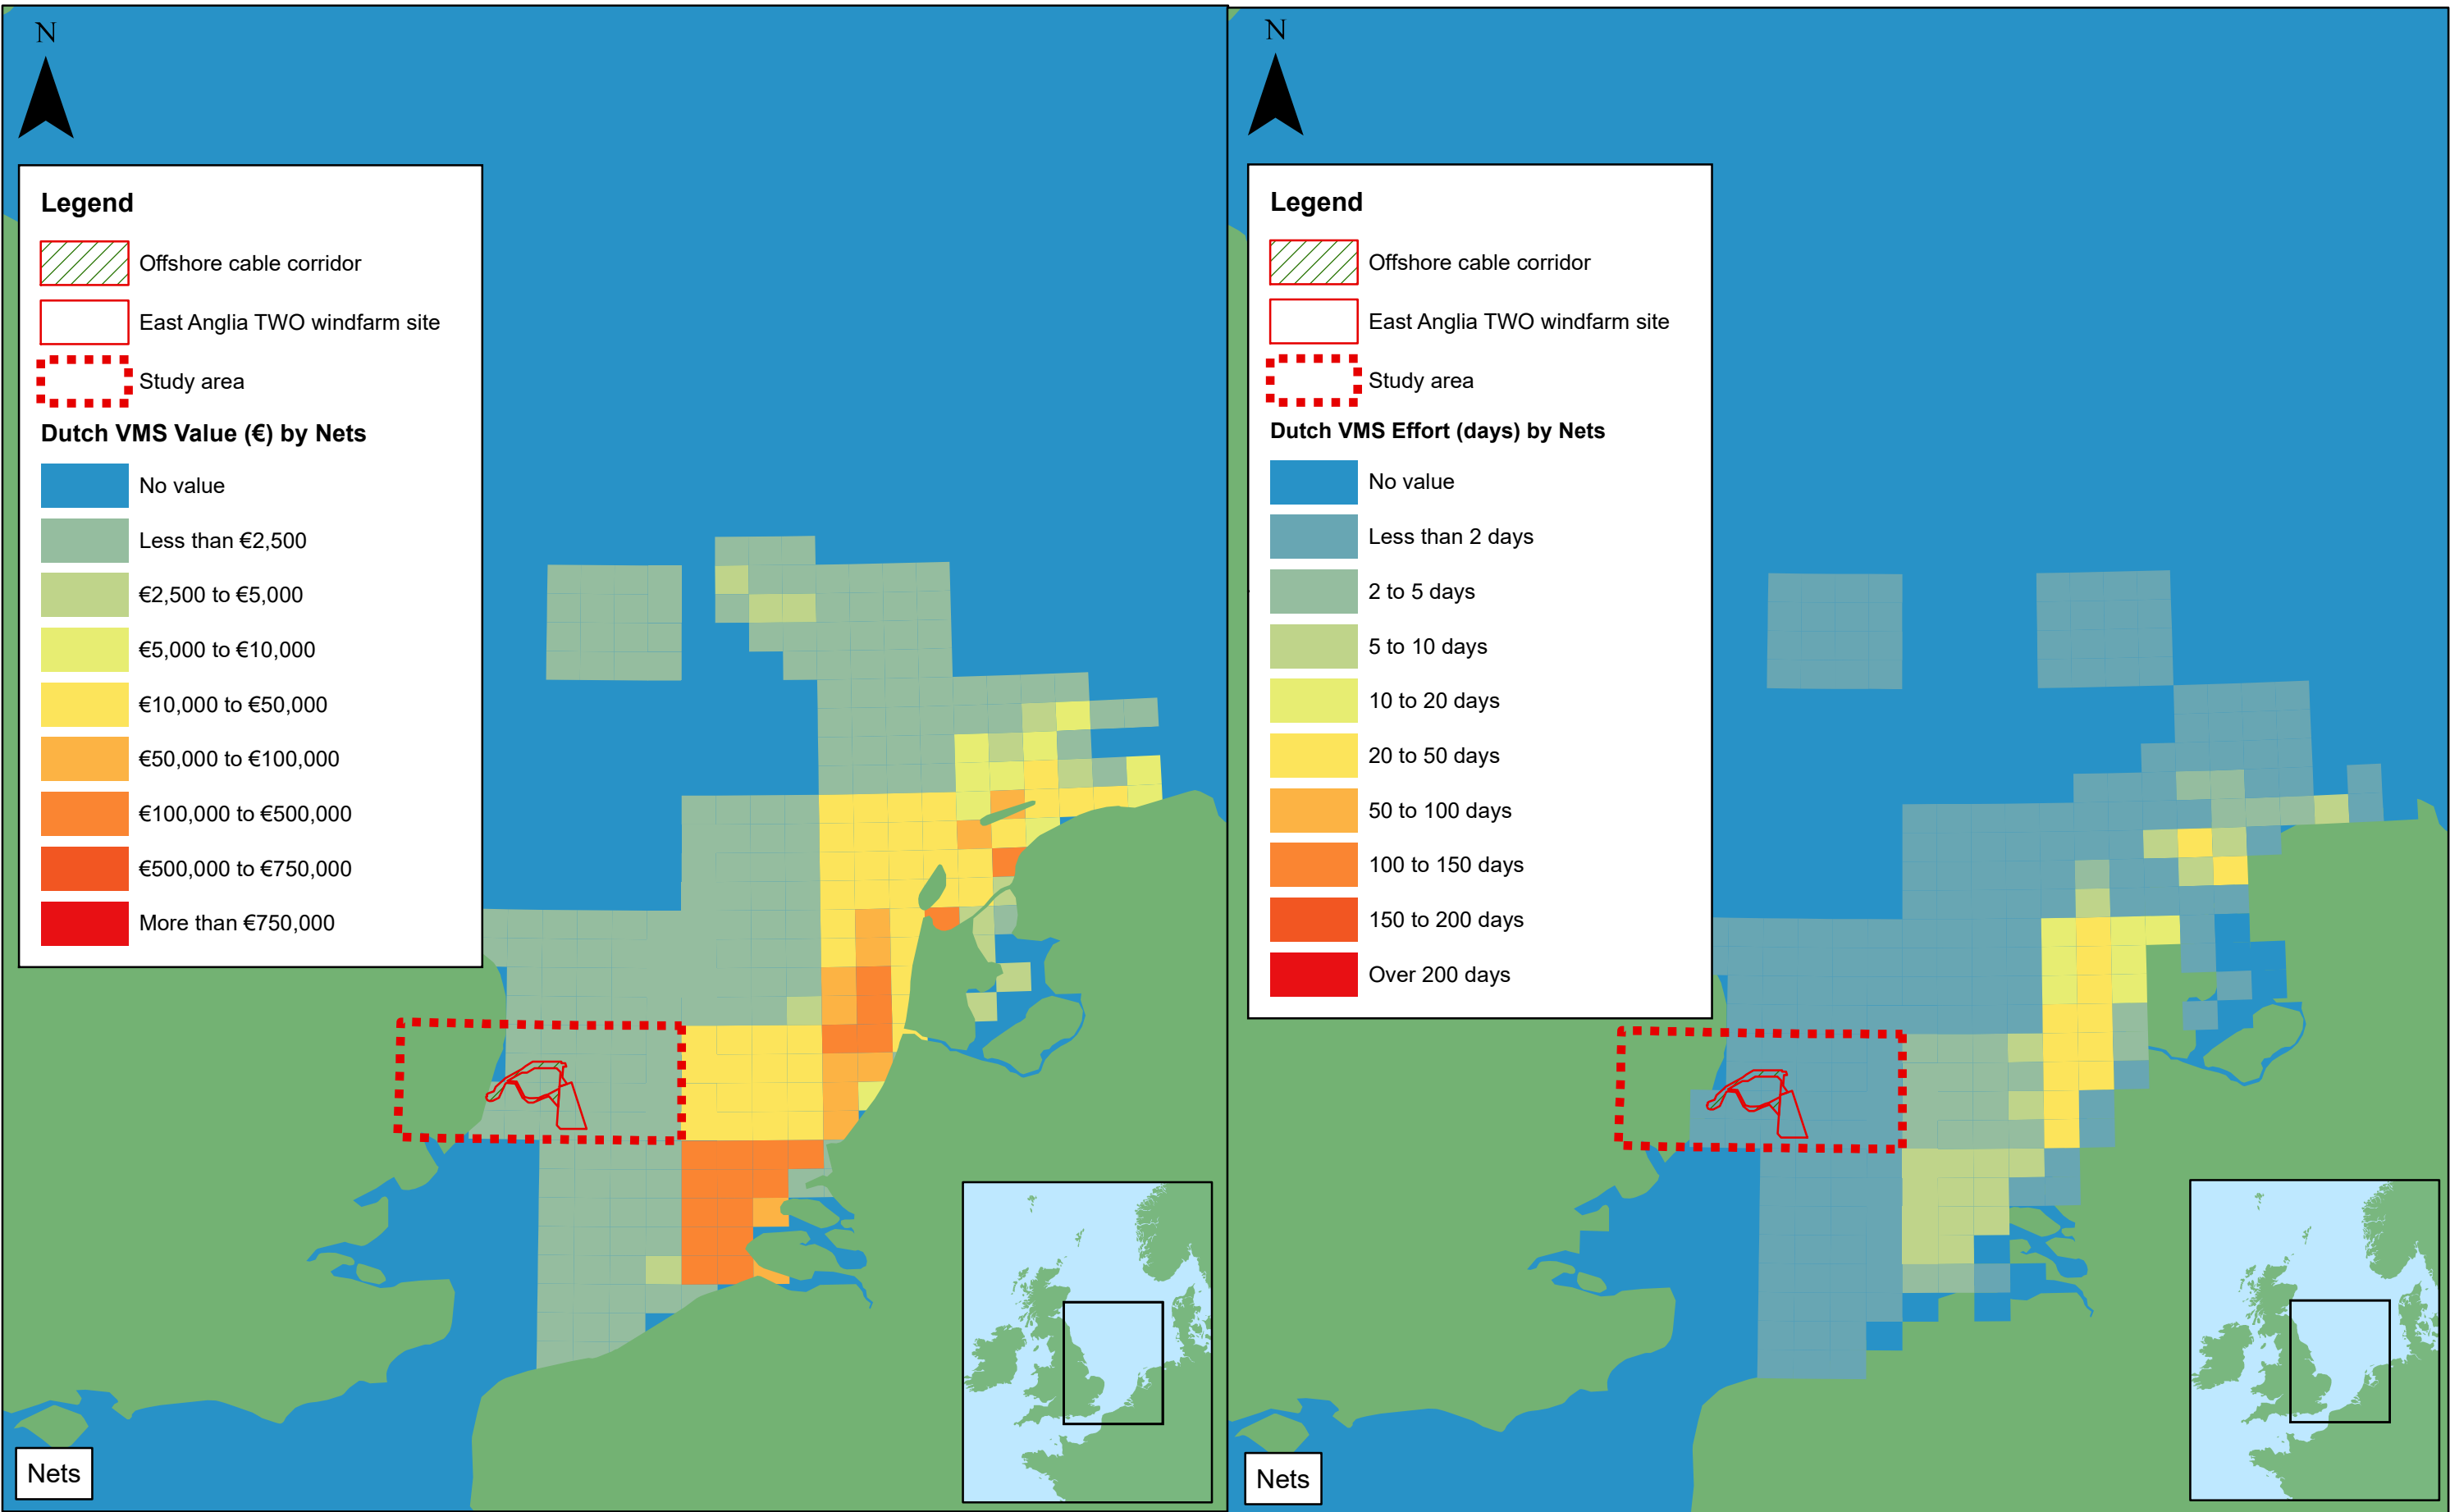 N
Legend
Offshore cable corridor
East Anglia TWO windfarm site
Study area
Dutch VMS Value (€) by Nets
No value
Less than €2,500
€2,500 to €5,000
€5,000 to €10,000
€10,000 to €50,000
€50,000 to €100,000
€100,000 to €500,000
€500,000 to €750,000
More than €750,000
Nets
N
Legend
Offshore cable corridor
East Anglia TWO windfarm site
Study area
Dutch VMS Effort (days) by Nets
No value
Less than 2 days
2 to 5 days
5 to 10 days
10 to 20 days
20 to 50 days
50 to 100 days
100 to 150 days
150 to 200 days
Over 200 days
Nets